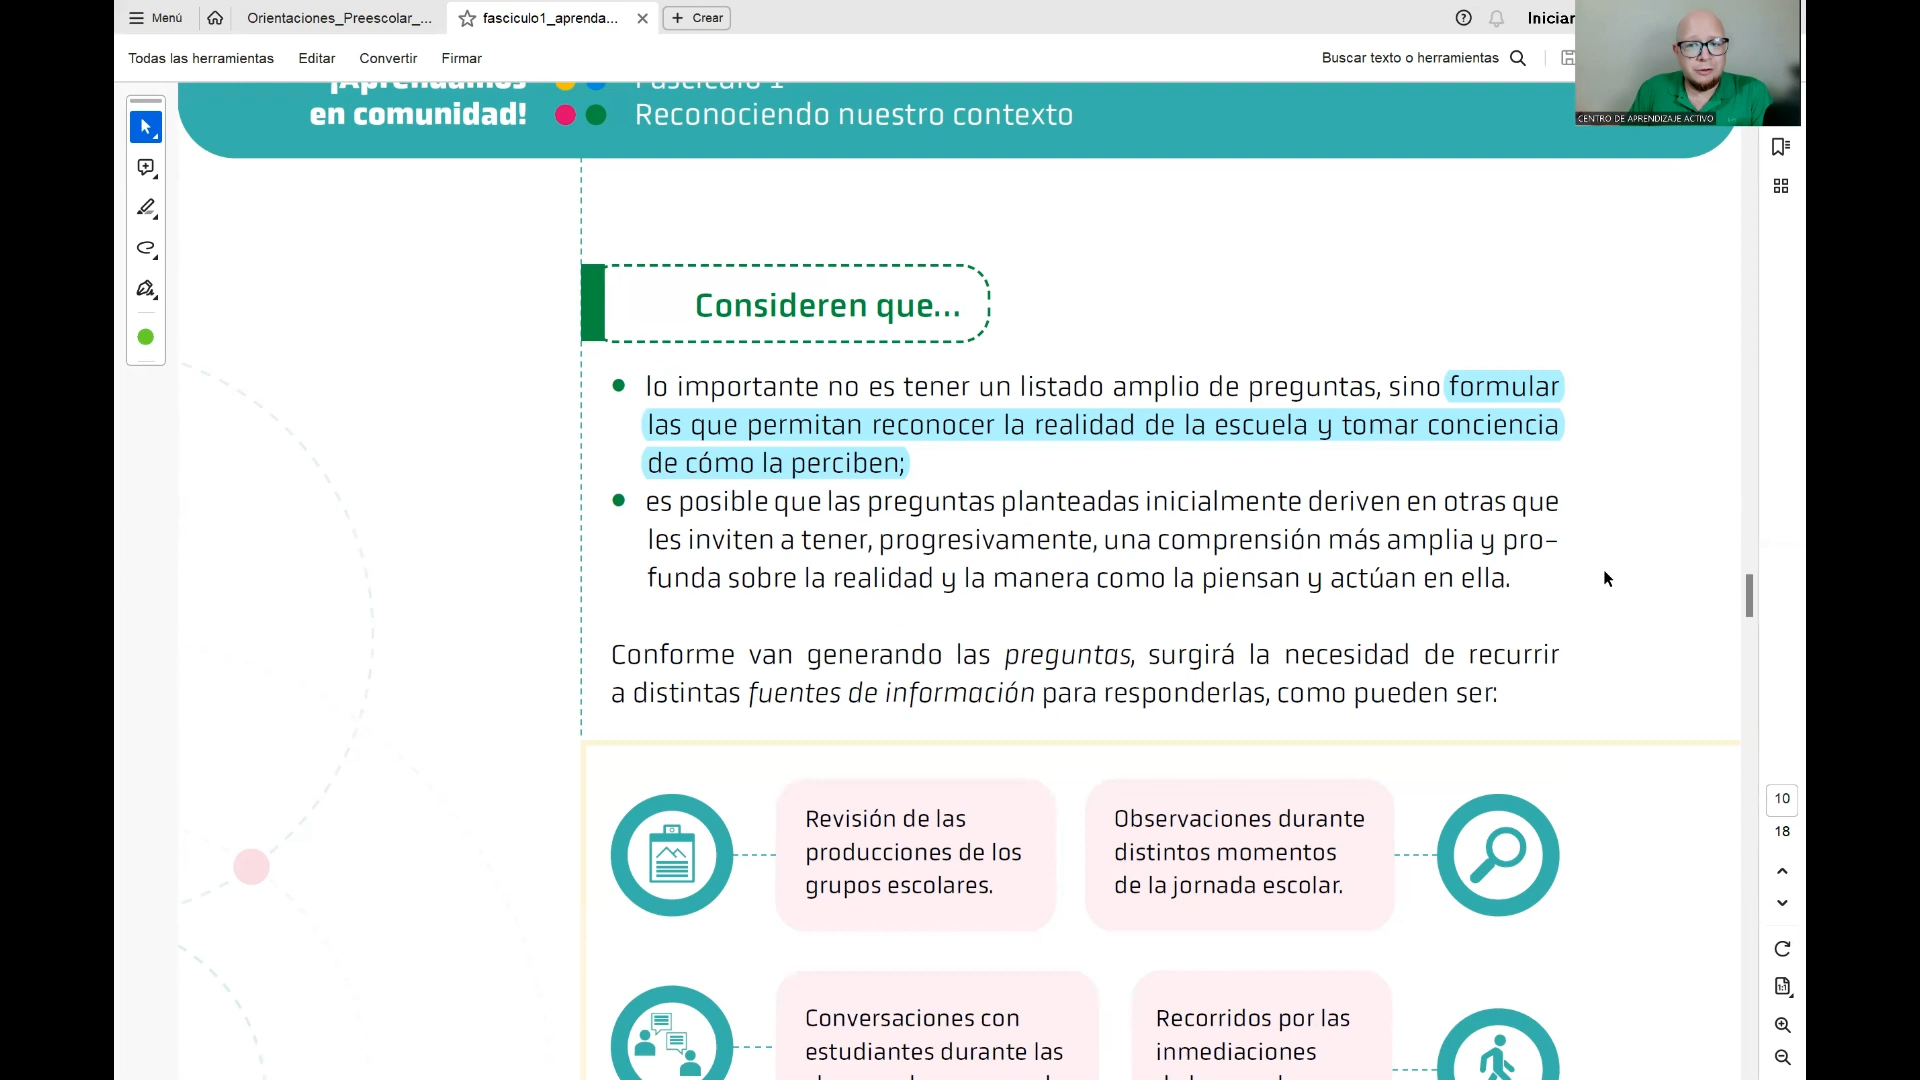 Menú
Orientaciones_Preescolar_...
fasciculo1_aprenda...
Crear
Iniciar
Todas las herramientas
Editar
Convertir
Firmar
Buscar texto o herramientas
CENTRO DE APRENDIZAJE ACTIVO
¡Aprendamos
en comunidad!
Fascículo 1
Reconociendo nuestro contexto
Consideren que...
lo importante no es tener un listado amplio de preguntas, sino formular
las que permitan reconocer la realidad de la escuela y tomar conciencia
de cómo la perciben;
es posible que las preguntas planteadas inicialmente deriven en otras que
les inviten a tener, progresivamente, una comprensión más amplia y pro-
funda sobre la realidad y la manera como la piensan y actúan en ella.
Conforme van generando las preguntas, surgirá la necesidad de recurrir
a distintas fuentes de información para responderlas, como pueden ser:
Revisión de las
producciones de los
grupos escolares.
Observaciones durante
distintos momentos
de la jornada escolar.
Conversaciones con
estudiantes durante las
Recorridos por las
inmediaciones
10
18